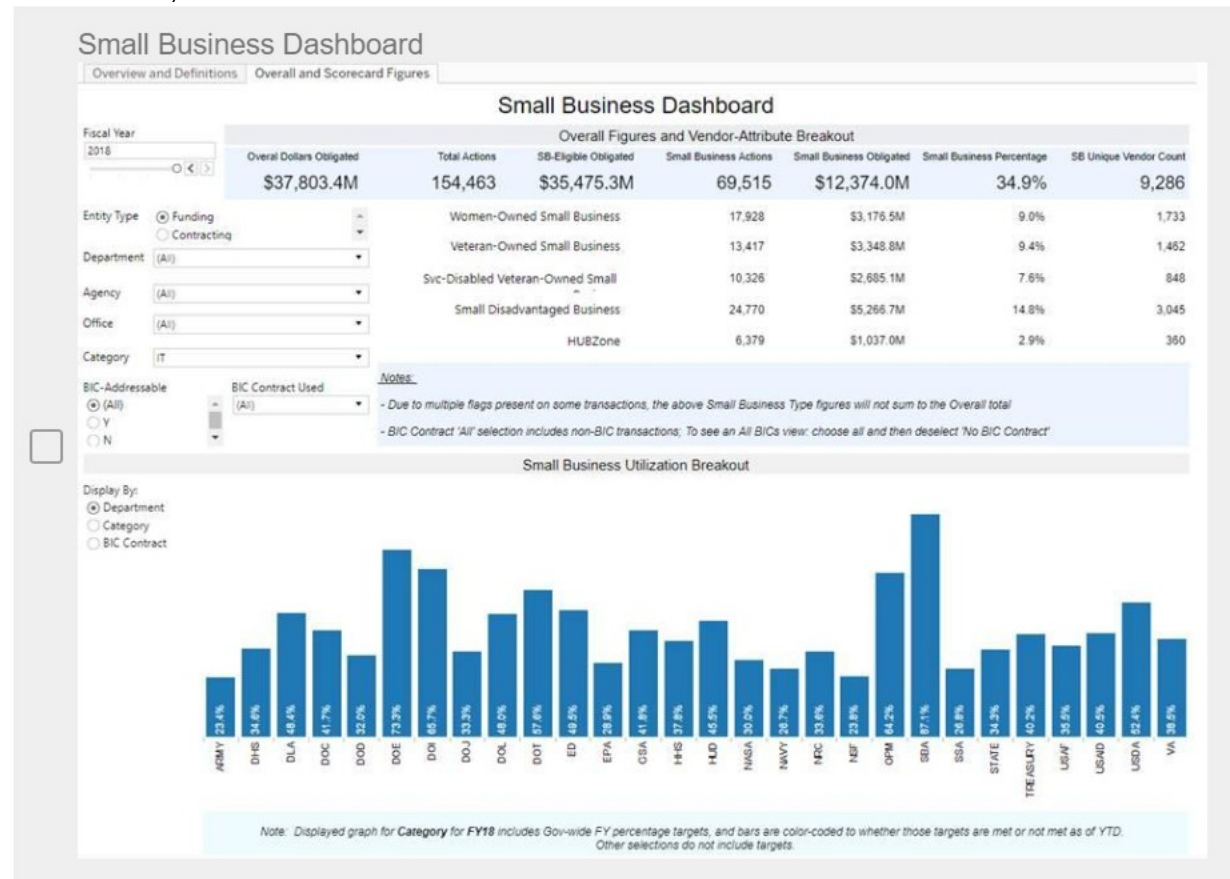 Small Business Dashboard
Overview and Definitions Overall and Scorecard Figures
Small Business Dashboard
Fiscal Year
2018
Overall Figures and Vendor-Attribute Breakout
Overal Dollars Obligated Total Actions SB-Eligible Obligated Small Business Actions Small Business Obligated Small Business Percentage SB Unique Vendor Count
$37,803.4M 154,463 $35,475.3M 69,515 $12,374.0M 34.9% 9,286
Entity Type Funding
Contracting
Department (All)
Agency (All)
Office (All)
Category IT
BIC-Addressable
(All)
Y
N
BIC Contract Used
(All)
Women-Owned Small Business 17,928 $3,176.5M 9.0% 1,733
Veteran-Owned Small Business 13,417 $3,348.8M 9.4% 1,462
Svc-Disabled Veteran-Owned Small 10,326 $2,685.1M 7.6% 848
Small Disadvantaged Business 24,770 $5,266.7M 14.8% 3,045
HUBZone 6,379 $1,037.0M 2.9% 360
Notes:
- Due to multiple flags present on some transactions, the above Small Business Type figures will not sum to the Overall total
- BIC Contract 'All' selection includes non-BIC transactions; To see an All BICs view: choose all and then deselect 'No BIC Contract'
Small Business Utilization Breakout
Display By:
Department
Category
BIC Contract
23.4% 34.6% 48.4% 41.7% 32.0% 73.3% 65.7% 33.3% 48.0% 57.6% 49.5% 28.9% 41.8% 37.8% 45.5% 30.0% 26.7% 33.6% 23.8% 64.2% 87.1% 26.8% 34.3% 40.2% 35.5% 40.5% 52.4% 38.5%
ARMY DHS DLA DOC DOD DOE DOI DOJ DOL DOT ED EPA GSA HHS HUD NASA NAVY NRC NSF OPM SBA SSA STATE TREASURY USAF USAID USDA VA
Note: Displayed graph for Category for FY18 includes Gov-wide FY percentage targets, and bars are color-coded to whether those targets are met or not met as of YTD.
Other selections do not include targets.